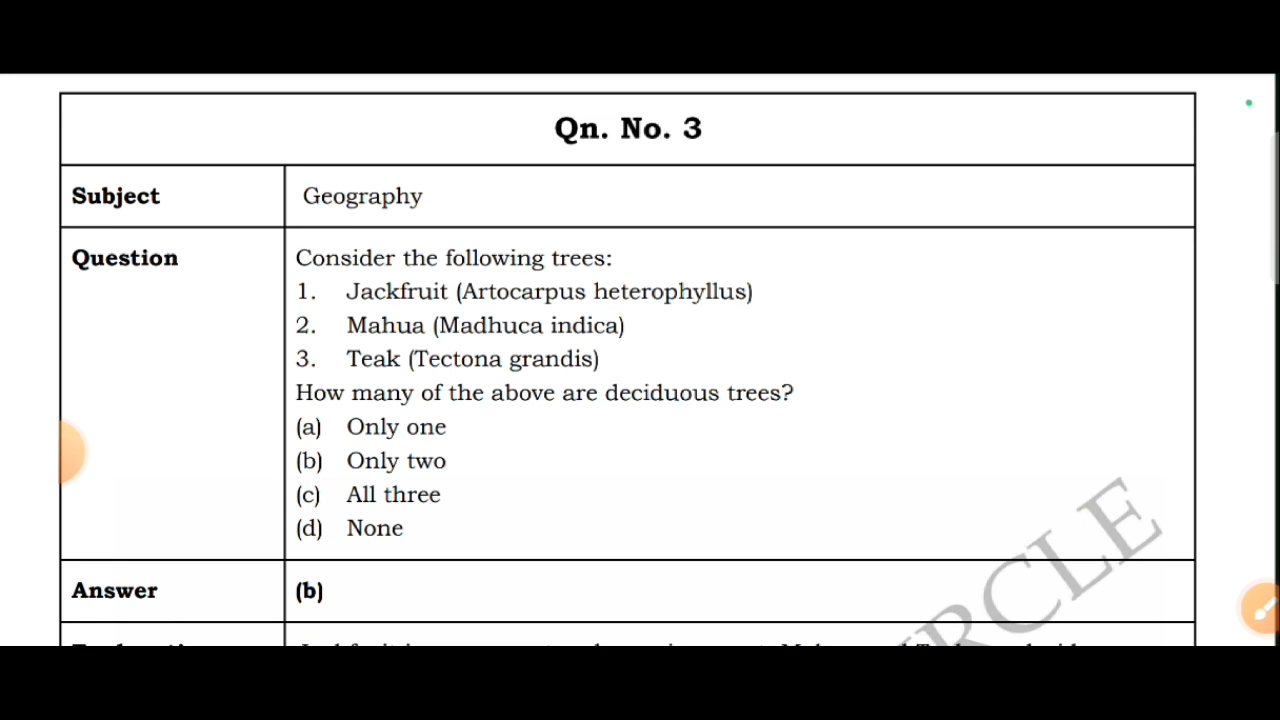 Qn. No. 3
Subject Geography
Question Consider the following trees:
1. Jackfruit (Artocarpus heterophyllus)
2. Mahua (Madhuca indica)
3. Teak (Tectona grandis)
How many of the above are deciduous trees?
(a) Only one
(b) Only two
(c) All three
(d) None
Answer (b)